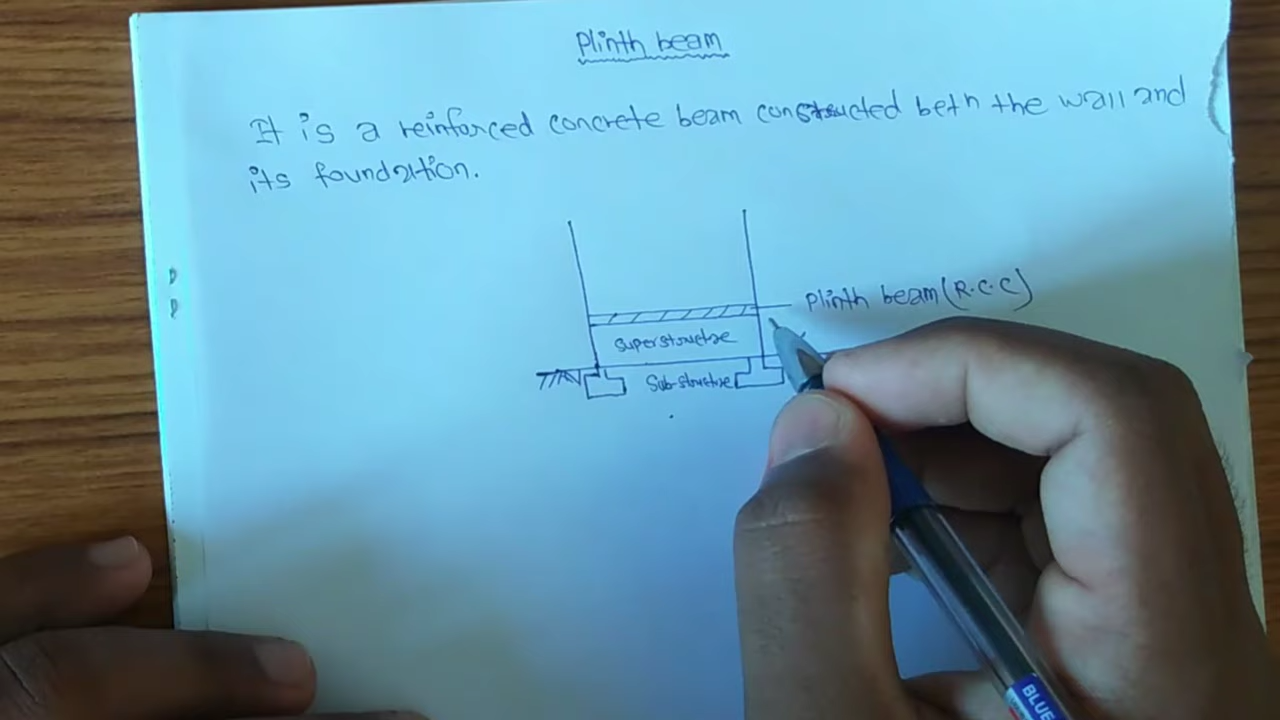 Plinth beam
It is a reinforced concrete beam constructed betn the wall and
its foundation.
Plinth beam (R.C.C)
superstructre
Sub-structure
BLUE